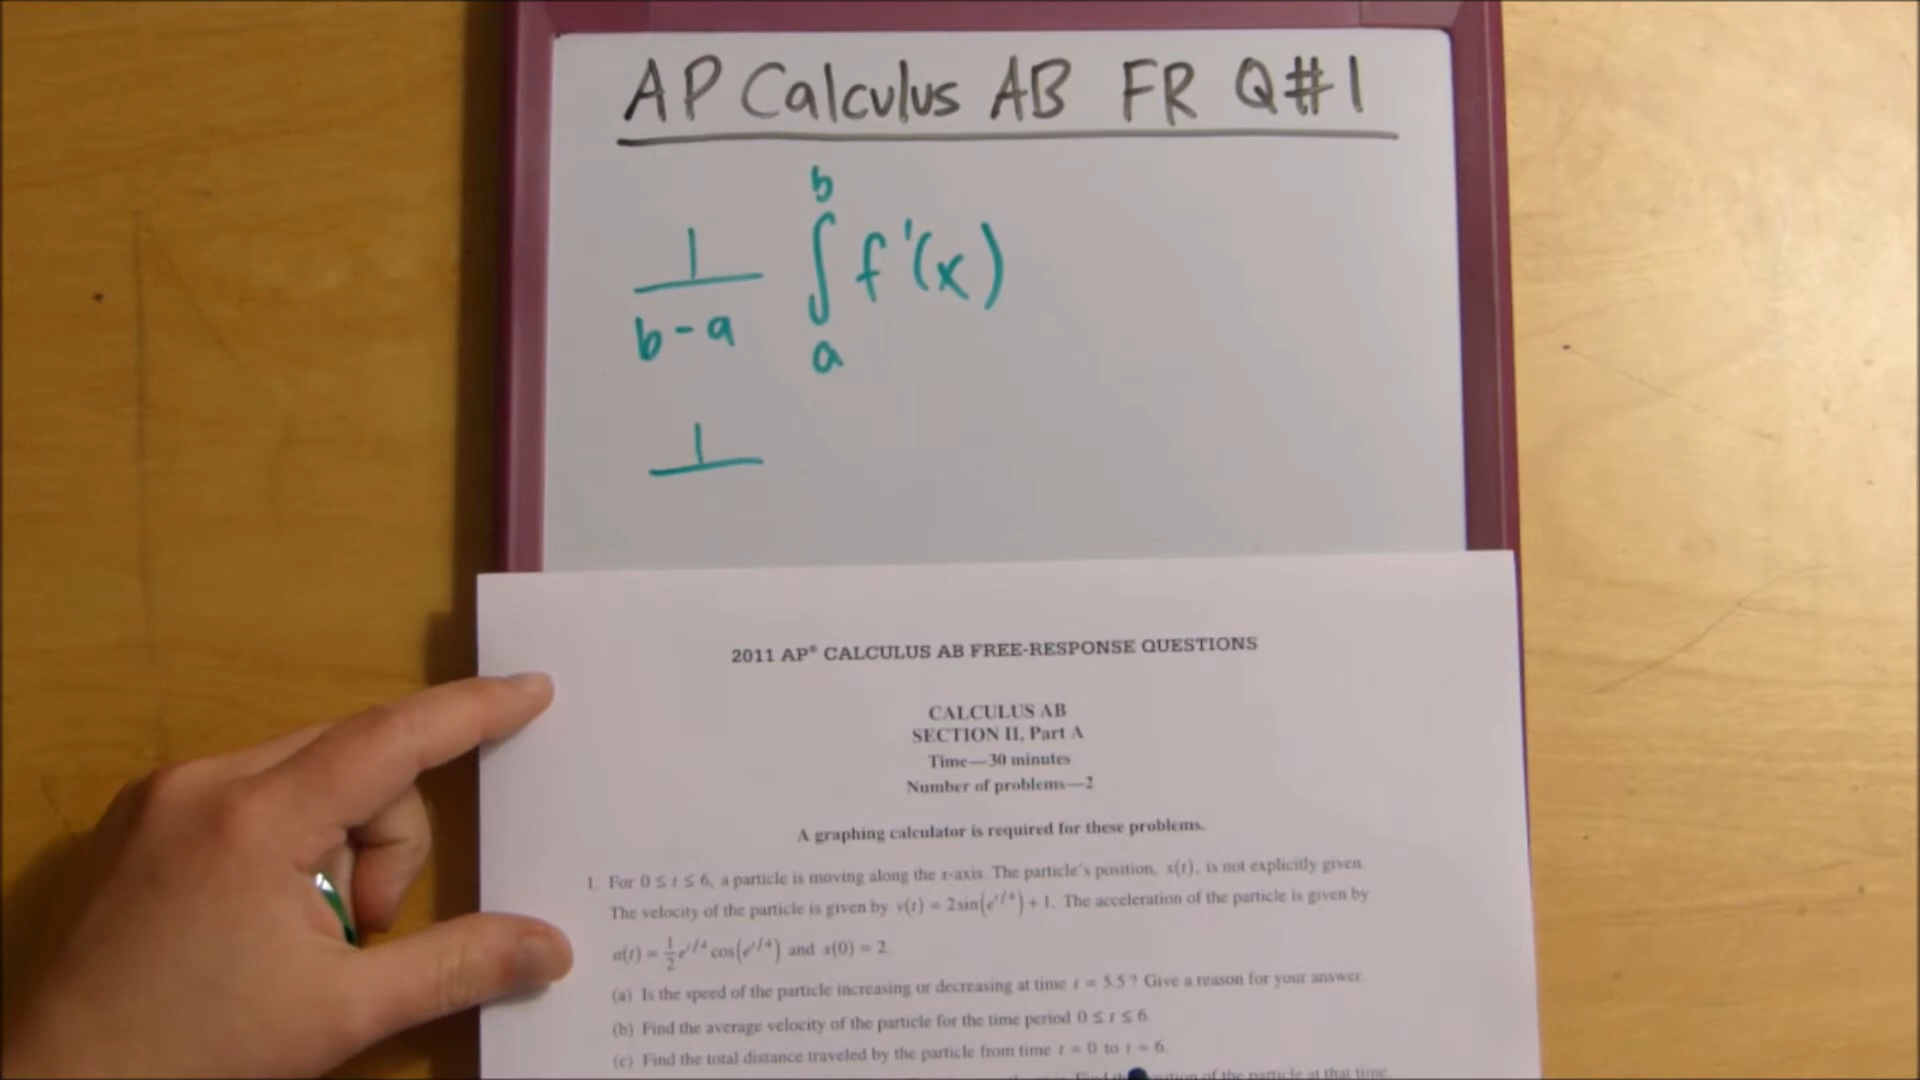 AP Calculus AB FR Q#1
b
1
∫ f'(x)
b-a
a
1
2011 AP® CALCULUS AB FREE-RESPONSE QUESTIONS
CALCULUS AB
SECTION II, Part A
Time—30 minutes
Number of problems—2
A graphing calculator is required for these problems.
1. For 0 ≤ t ≤ 6, a particle is moving along the x-axis. The particle's position, x(t), is not explicitly given.
The velocity of the particle is given by v(t) = 2sin(e^{t/4}) + 1. The acceleration of the particle is given by
a(t) = 1/2 e^{t/4} cos(e^{t/4}) and x(0) = 2.
(a) Is the speed of the particle increasing or decreasing at time t = 5.5? Give a reason for your answer.
(b) Find the average velocity of the particle for the time period 0 ≤ t ≤ 6.
(c) Find the total distance traveled by the particle from time t = 0 to t = 6.
of the particle at that time.